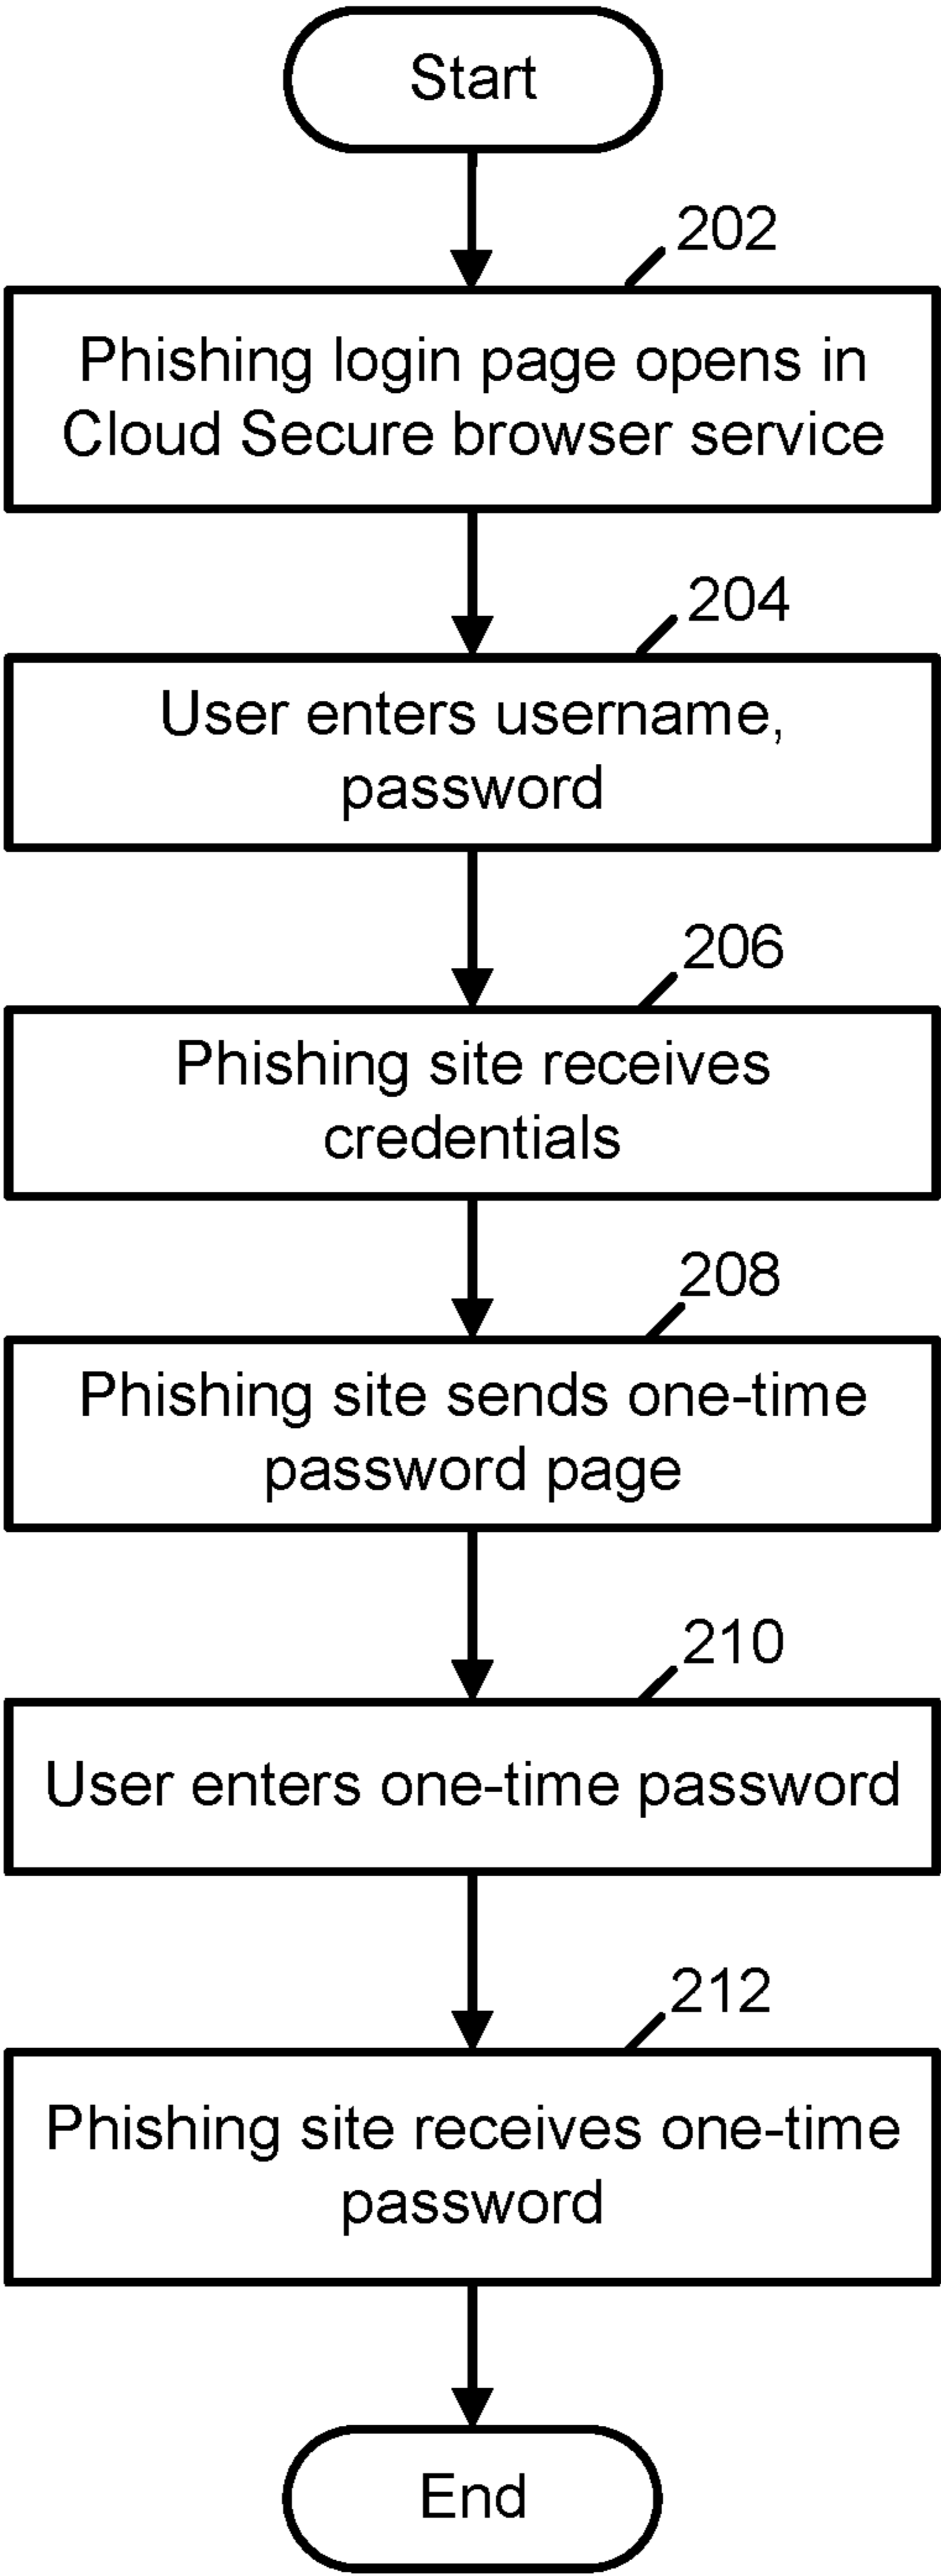 Start
202
Phishing login page opens in
Cloud Secure browser service
204
User enters username,
password
206
Phishing site receives
credentials
208
Phishing site sends one-time
password page
210
User enters one-time password
212
Phishing site receives one-time
password
End